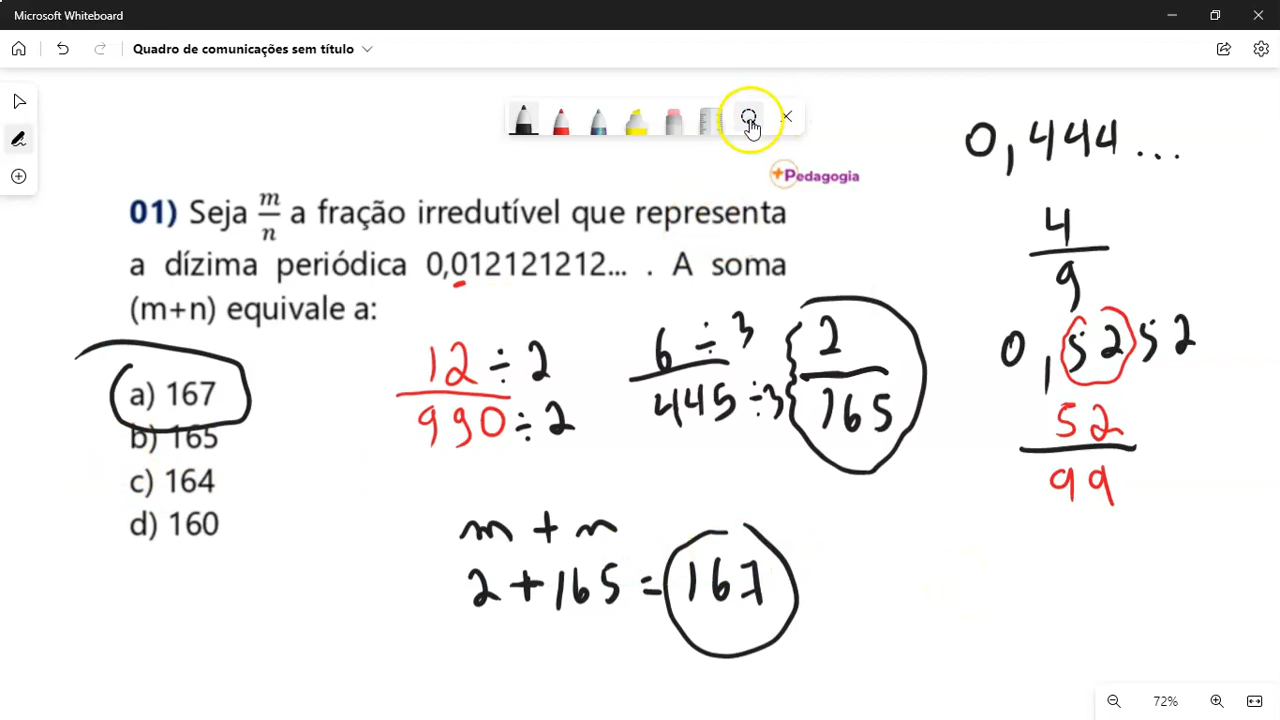 Microsoft Whiteboard
Quadro de comunicações sem título
+Pedagogia
01) Seja m/n a fração irredutível que representa
a dízima periódica 0,012121212... . A soma
(m+n) equivale a:
a) 167
b) 165
c) 164
d) 160
12 ÷ 2
990 ÷ 2
6 ÷ 3
445 ÷ 3
2
165
m + n
2 + 165 = 167
0,444...
4
9
0,5252
52
99
72%